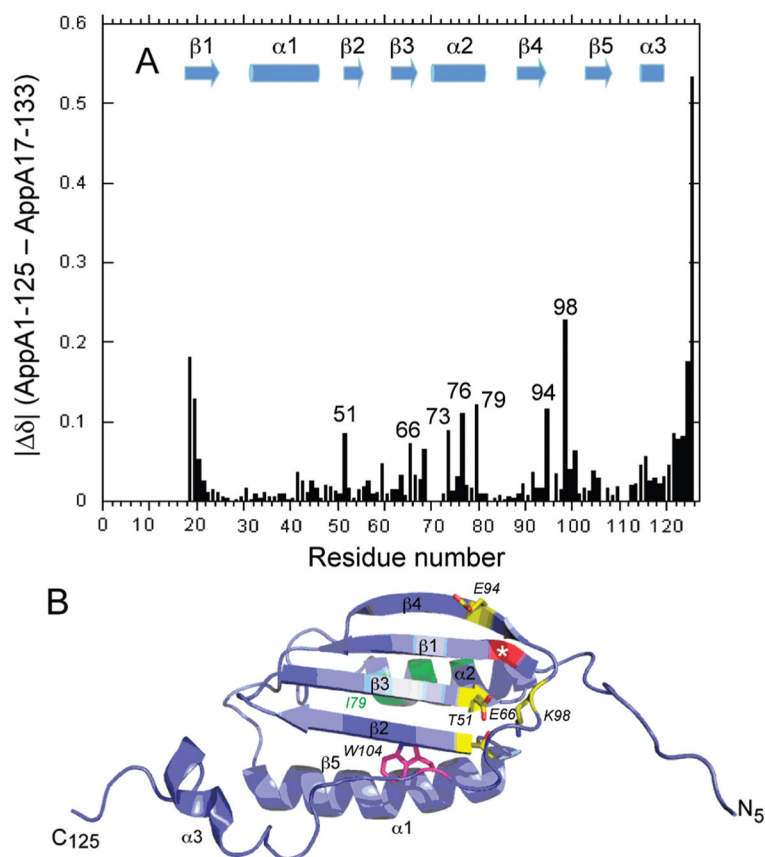 A
β1 α1 β2 β3 α2 β4 β5 α3
|Δδ| (AppA1-125 – AppA17-133)
0.6
0.5
0.4
0.3
0.2
0.1
0
51 66 73 76 79 94 98
0 10 20 30 40 50 60 70 80 90 100 110 120
Residue number
B
E94
β4
β1 *
β3 α2
I79
T51 E66 K98
β2
W104
β5
C125 α3 α1 N5